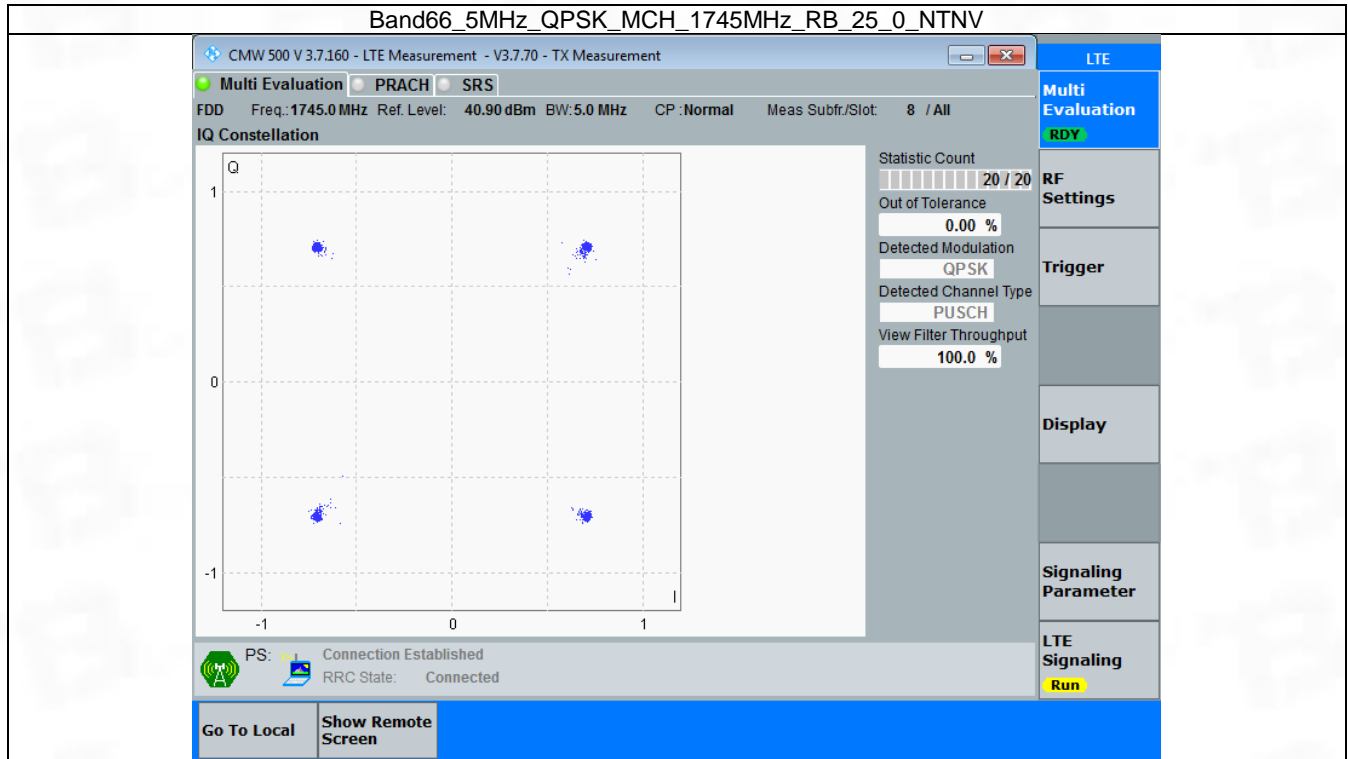 Band66_5MHz_QPSK_MCH_1745MHz_RB_25_0_NTNV
CMW 500 V 3.7.160 - LTE Measurement - V3.7.70 - TX Measurement
Multi Evaluation PRACH SRS
FDD Freq.: 1745.0 MHz Ref. Level: 40.90 dBm BW: 5.0 MHz CP : Normal Meas Subfr./Slot: 8 / All
IQ Constellation
Q
1
0
-1
-1 0 1
I
Statistic Count
20 / 20
Out of Tolerance
0.00 %
Detected Modulation
QPSK
Detected Channel Type
PUSCH
View Filter Throughput
100.0 %
PS: Connection Established
RRC State: Connected
LTE
Multi
Evaluation
RDY
RF
Settings
Trigger
Display
Signaling
Parameter
LTE
Signaling
Run
Go To Local
Show Remote
Screen